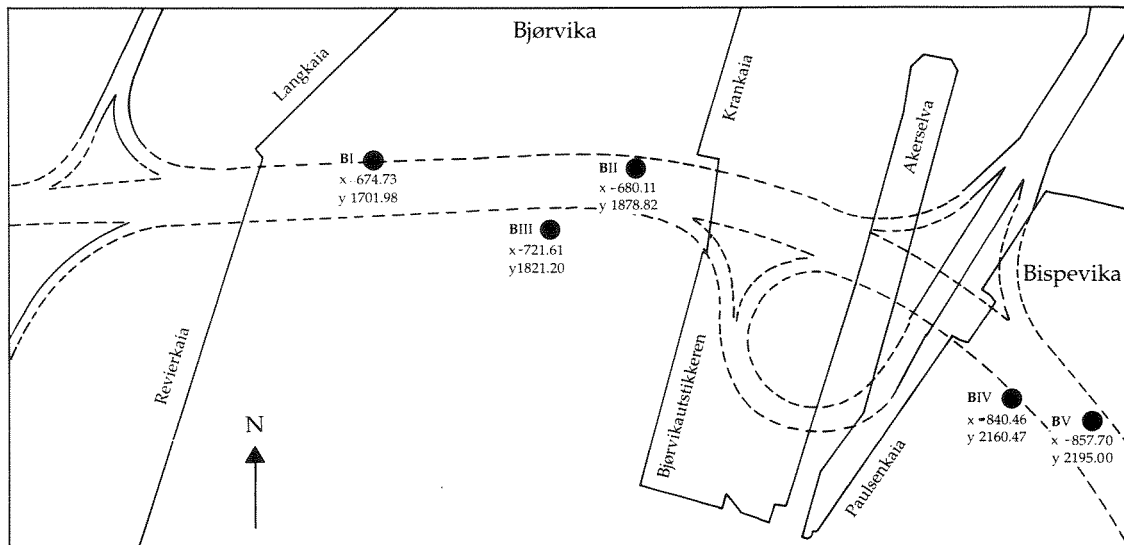 Bjørvika
Langkaia
Krankaia
Akerselva
BI
x -674.73
y 1701.98
BII
x -680.11
y 1878.82
BIII
x -721.61
y 1821.20
Bispevika
Revierkaia
N
Bjørvikautstikkeren
Paulsenkaia
BIV
x -840.46
y 2160.47
BV
x -857.70
y 2195.00